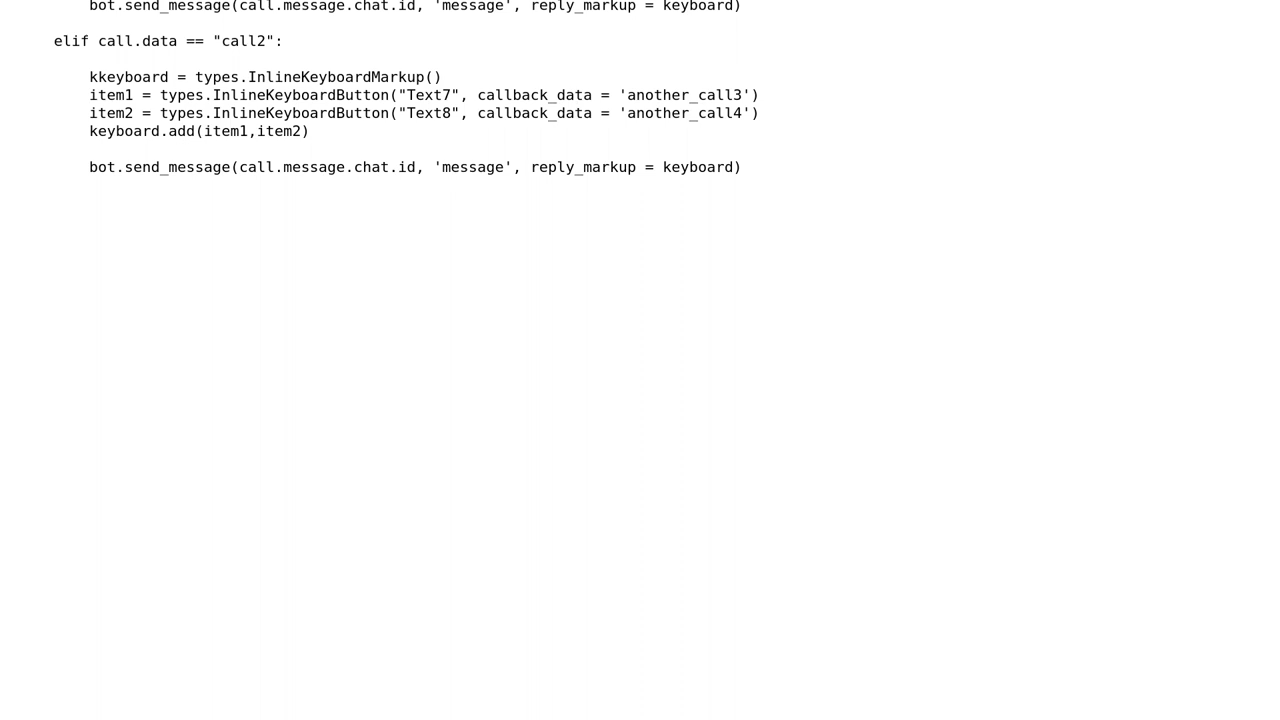 bot.send_message(call.message.chat.id, 'message', reply_markup = keyboard)
elif call.data == "call2":
kkeyboard = types.InlineKeyboardMarkup()
item1 = types.InlineKeyboardButton("Text7", callback_data = 'another_call3')
item2 = types.InlineKeyboardButton("Text8", callback_data = 'another_call4')
keyboard.add(item1,item2)
bot.send_message(call.message.chat.id, 'message', reply_markup = keyboard)